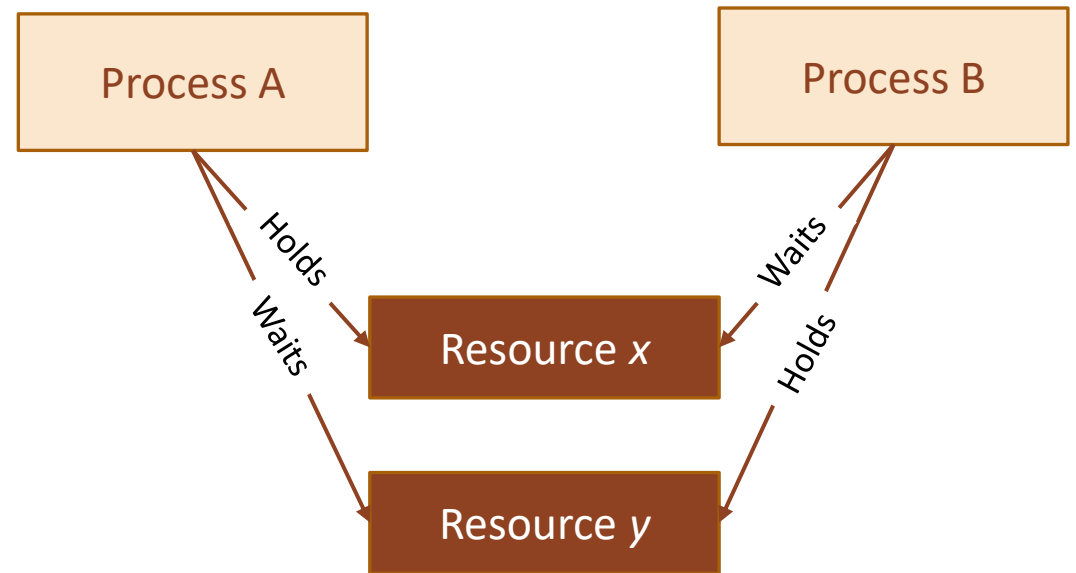 Process A
Process B
Holds
Waits
Waits
Holds
Resource x
Resource y